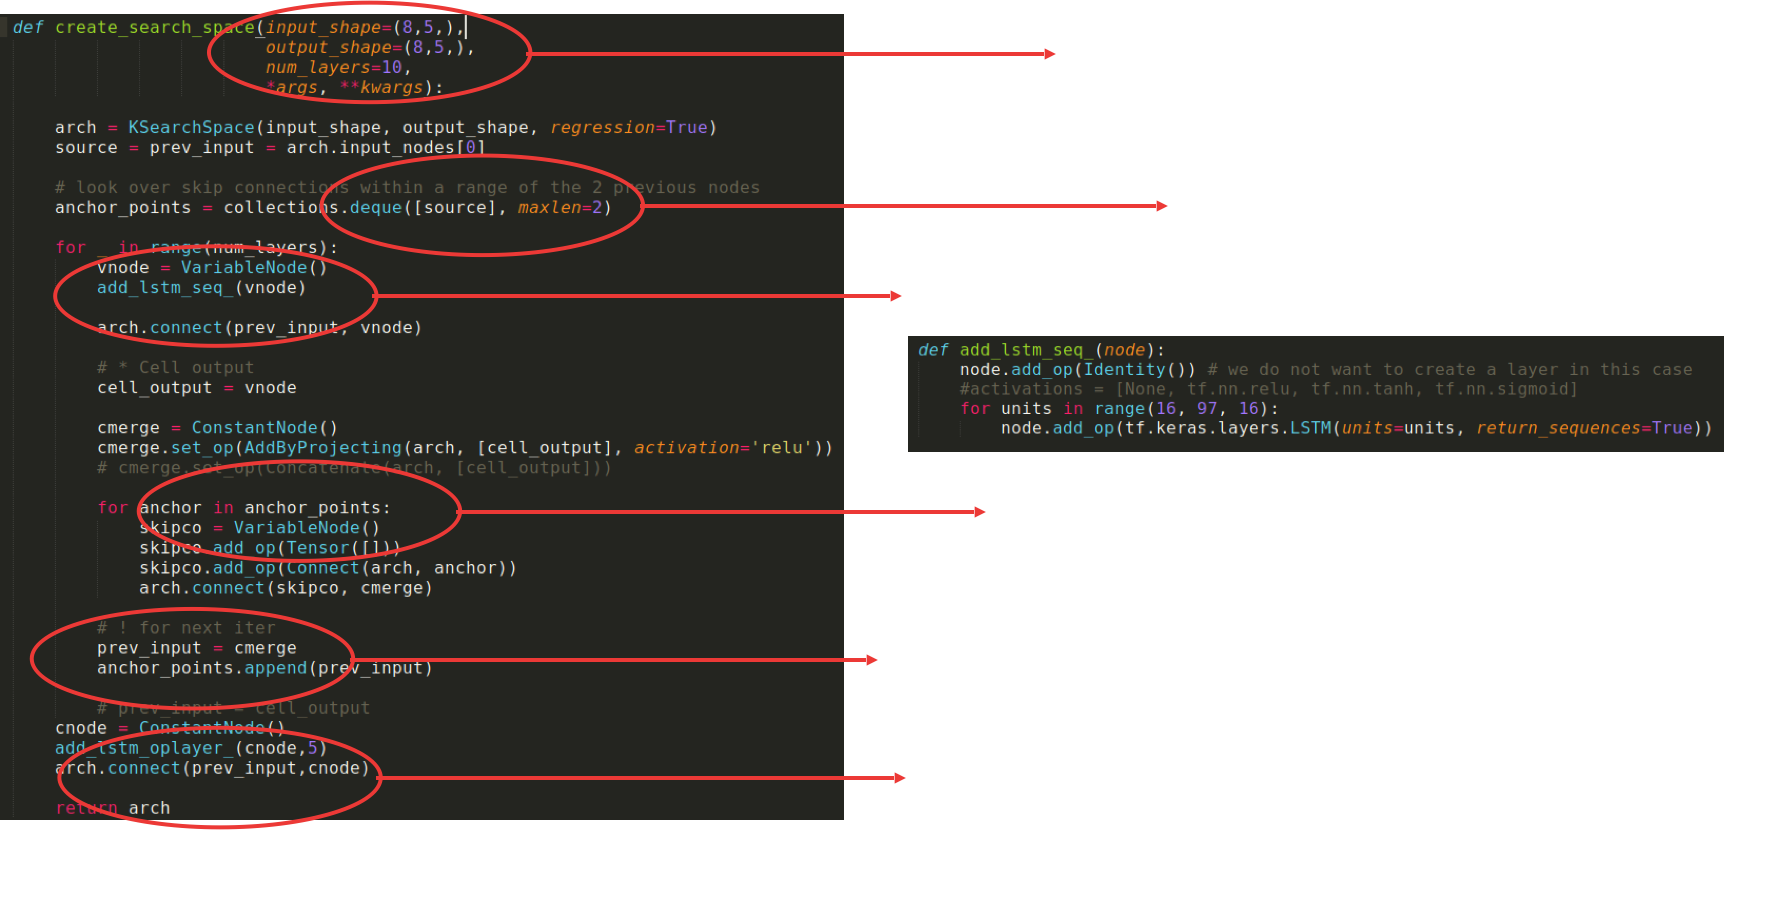 def create_search_space(input_shape=(8,5,),
output_shape=(8,5,),
num_layers=10,
*args, **kwargs):
arch = KSearchSpace(input_shape, output_shape, regression=True)
source = prev_input = arch.input_nodes[0]
# look over skip connections within a range of the 2 previous nodes
anchor_points = collections.deque([source], maxlen=2)
for _ in range(num_layers):
vnode = VariableNode()
add_lstm_seq_(vnode)
arch.connect(prev_input, vnode)
# * Cell output
cell_output = vnode
cmerge = ConstantNode()
cmerge.set_op(AddByProjecting(arch, [cell_output], activation='relu'))
# cmerge.set_op(Concatenate(arch, [cell_output]))
for anchor in anchor_points:
skipco = VariableNode()
skipco.add_op(Tensor([]))
skipco.add_op(Connect(arch, anchor))
arch.connect(skipco, cmerge)
# ! for next iter
prev_input = cmerge
anchor_points.append(prev_input)
# prev_input = cell_output
cnode = ConstantNode()
add_lstm_oplayer_(cnode,5)
arch.connect(prev_input,cnode)
return arch
def add_lstm_seq_(node):
node.add_op(Identity()) # we do not want to create a layer in this case
#activations = [None, tf.nn.relu, tf.nn.tanh, tf.nn.sigmoid]
for units in range(16, 97, 16):
node.add_op(tf.keras.layers.LSTM(units=units, return_sequences=True))